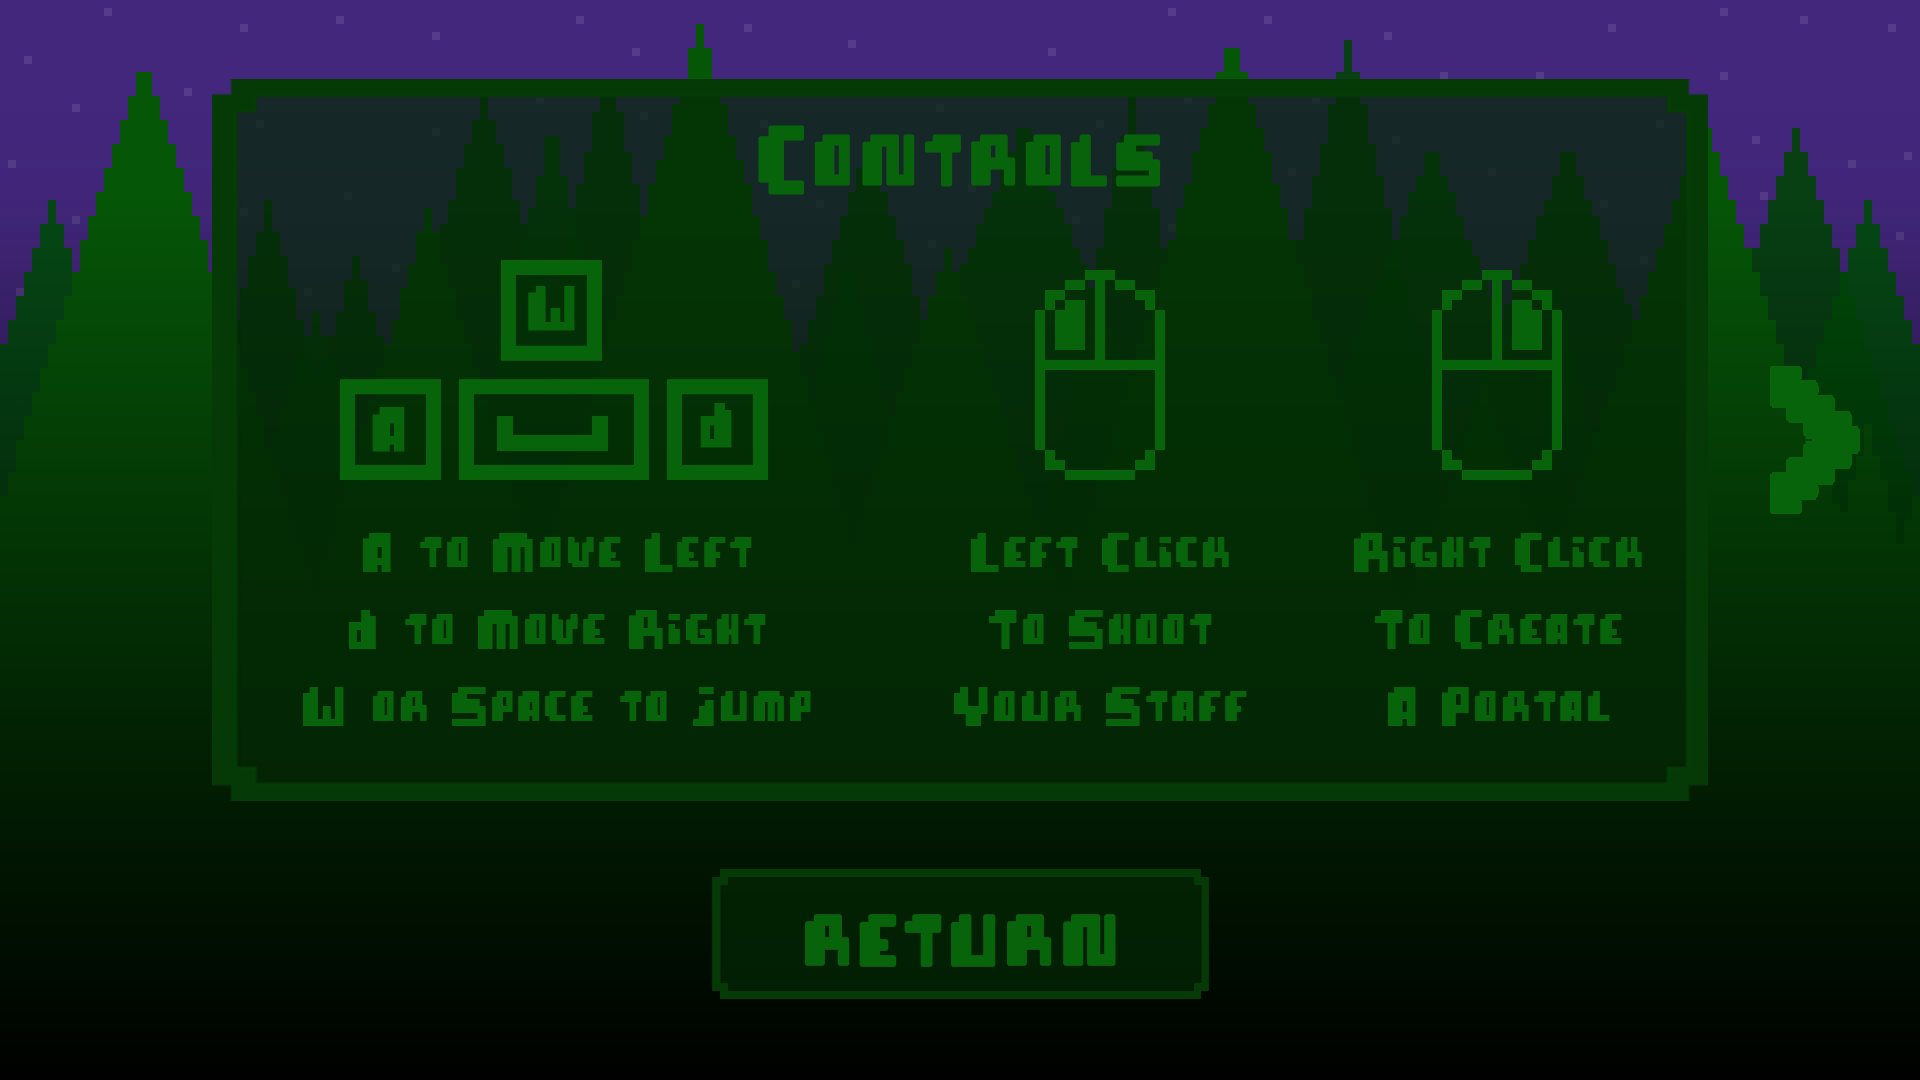 Controls
W
A
d
A to Move Left
d to Move Right
W or Space to jump
Left Click
To Shoot
Your Staff
Right Click
To Create
A Portal
RETURN